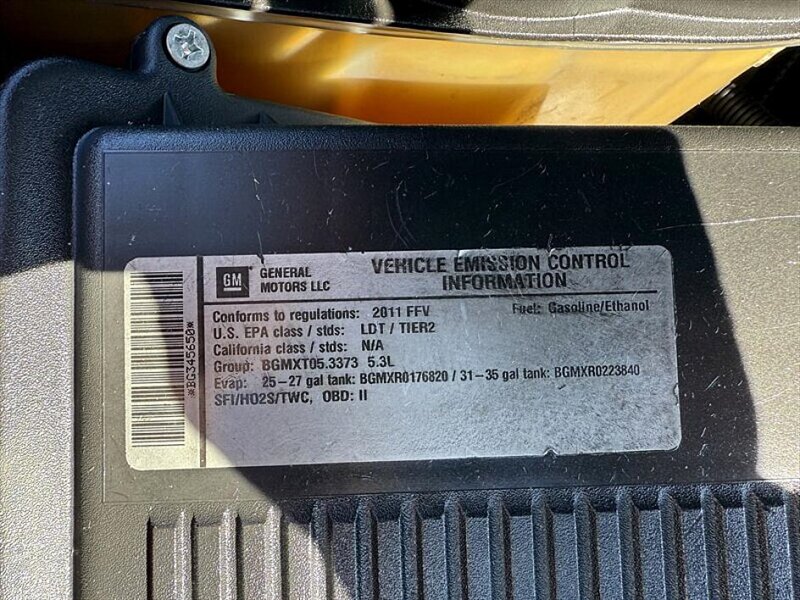 *BG345650*
GM
GENERAL
MOTORS LLC
VEHICLE EMISSION CONTROL
INFORMATION
Conforms to regulations: 2011 FFV Fuel: Gasoline/Ethanol
U.S. EPA class / stds: LDT / TIER2
California class / stds: N/A
Group: BGMXT05.3373 5.3L
Evap: 25-27 gal tank: BGMXR0176820 / 31-35 gal tank: BGMXR0223840
SFI/HO2S/TWC, OBD: II